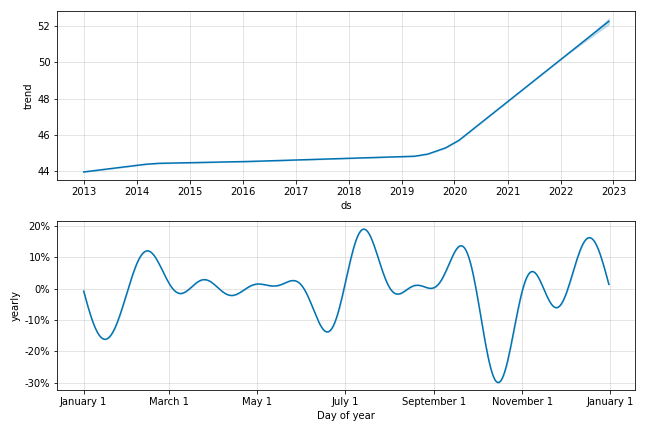 52
50
48
46
44
trend
2013 2014 2015 2016 2017 2018 2019 2020 2021 2022 2023
ds
20%
10%
0%
-10%
-20%
-30%
yearly
January 1 March 1 May 1 July 1 September 1 November 1 January 1
Day of year